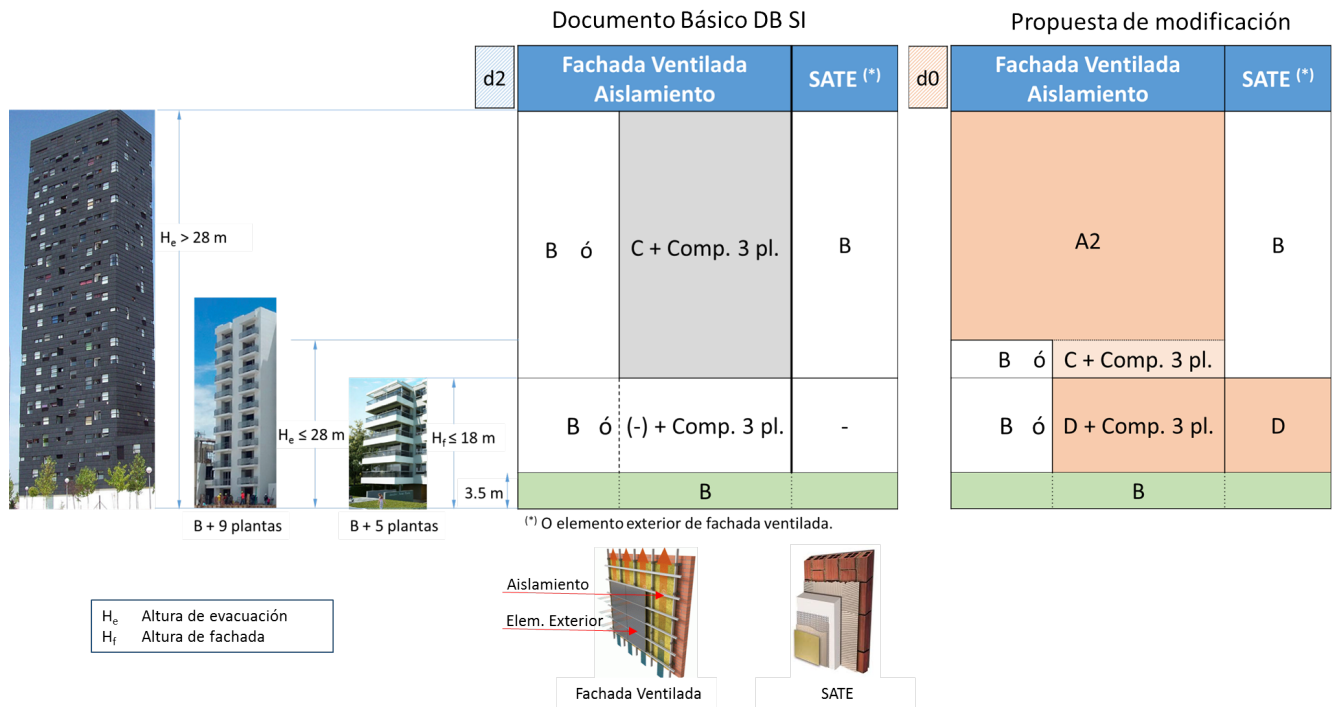 Documento Básico DB SI
Propuesta de modificación
d2
Fachada Ventilada
Aislamiento
SATE (*)
d0
Fachada Ventilada
Aislamiento
SATE (*)
He > 28 m
B ó
C + Comp. 3 pl.
B
A2
B
B ó
C + Comp. 3 pl.
He ≤ 28 m
Hf ≤ 18 m
B ó
(-) + Comp. 3 pl.
-
B ó
D + Comp. 3 pl.
D
3.5 m
B
B
B + 9 plantas
B + 5 plantas
(*) O elemento exterior de fachada ventilada.
Aislamiento
Elem. Exterior
He Altura de evacuación
Hf Altura de fachada
Fachada Ventilada
SATE